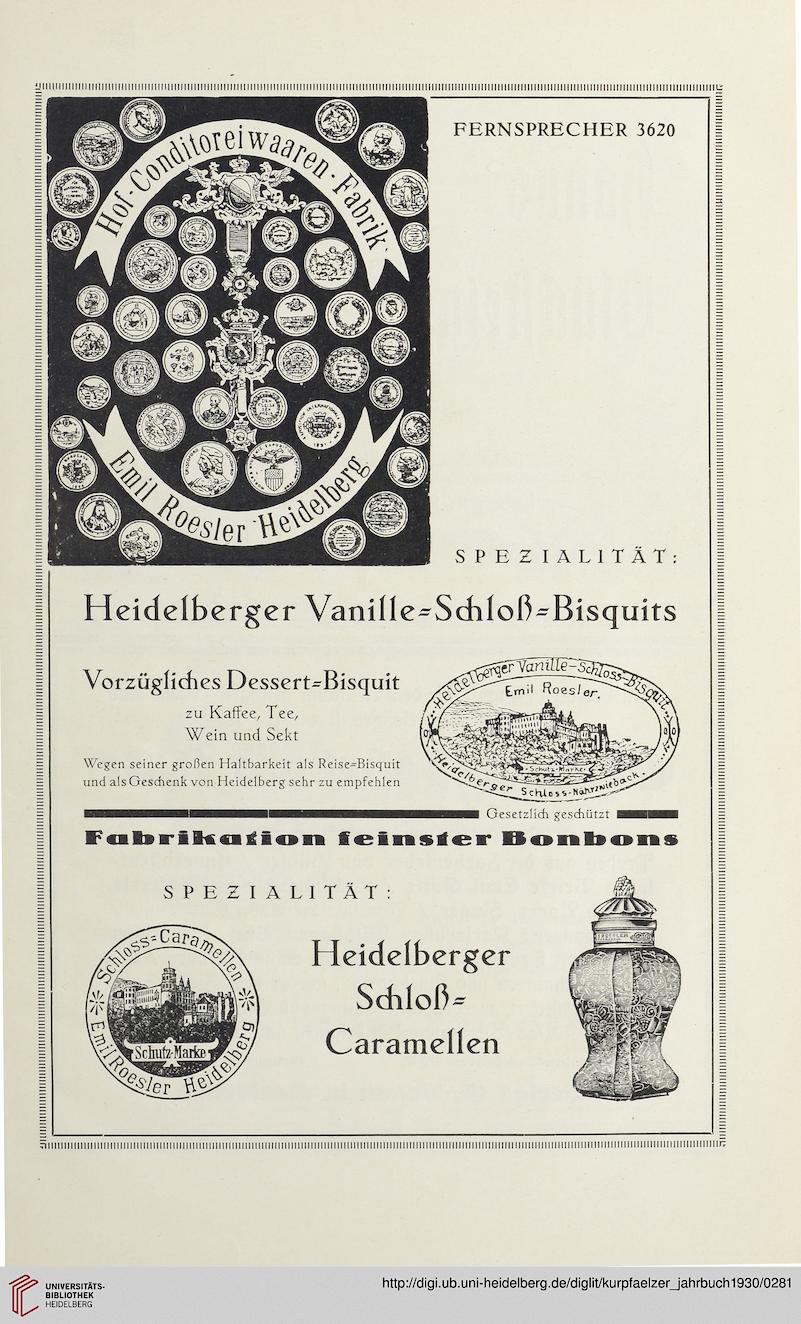 FERNSPRECHER 3620
Hof-Conditoreiwaaren-Fabrik
Emil Roesler Heidelberg
SPEZIALITÄT:
Heidelberger Vanille-Schloß-Bisquits
Vorzügliches Dessert-Bisquit
zu Kaffee, Tee,
Wein und Sekt
Wegen seiner großen Haltbarkeit als Reise-Bisquit
und als Geschenk von Heidelberg sehr zu empfehlen
Heidelberger Vanille-Schloss-Bisquit.
Emil Roesler.
Schutz-Marke
Heidelberger Schloss-Nährzwieback.
Gesetzlich geschützt
Fabrikation feinster Bonbons
SPEZIALITÄT:
Schloss-Caramellen
Schutz-Marke
Emil Roesler Heidelberg
Heidelberger
Schloß-
Caramellen
UNIVERSITÄTS-
BIBLIOTHEK
HEIDELBERG
http://digi.ub.uni-heidelberg.de/diglit/kurpfaelzer_jahrbuch1930/0281